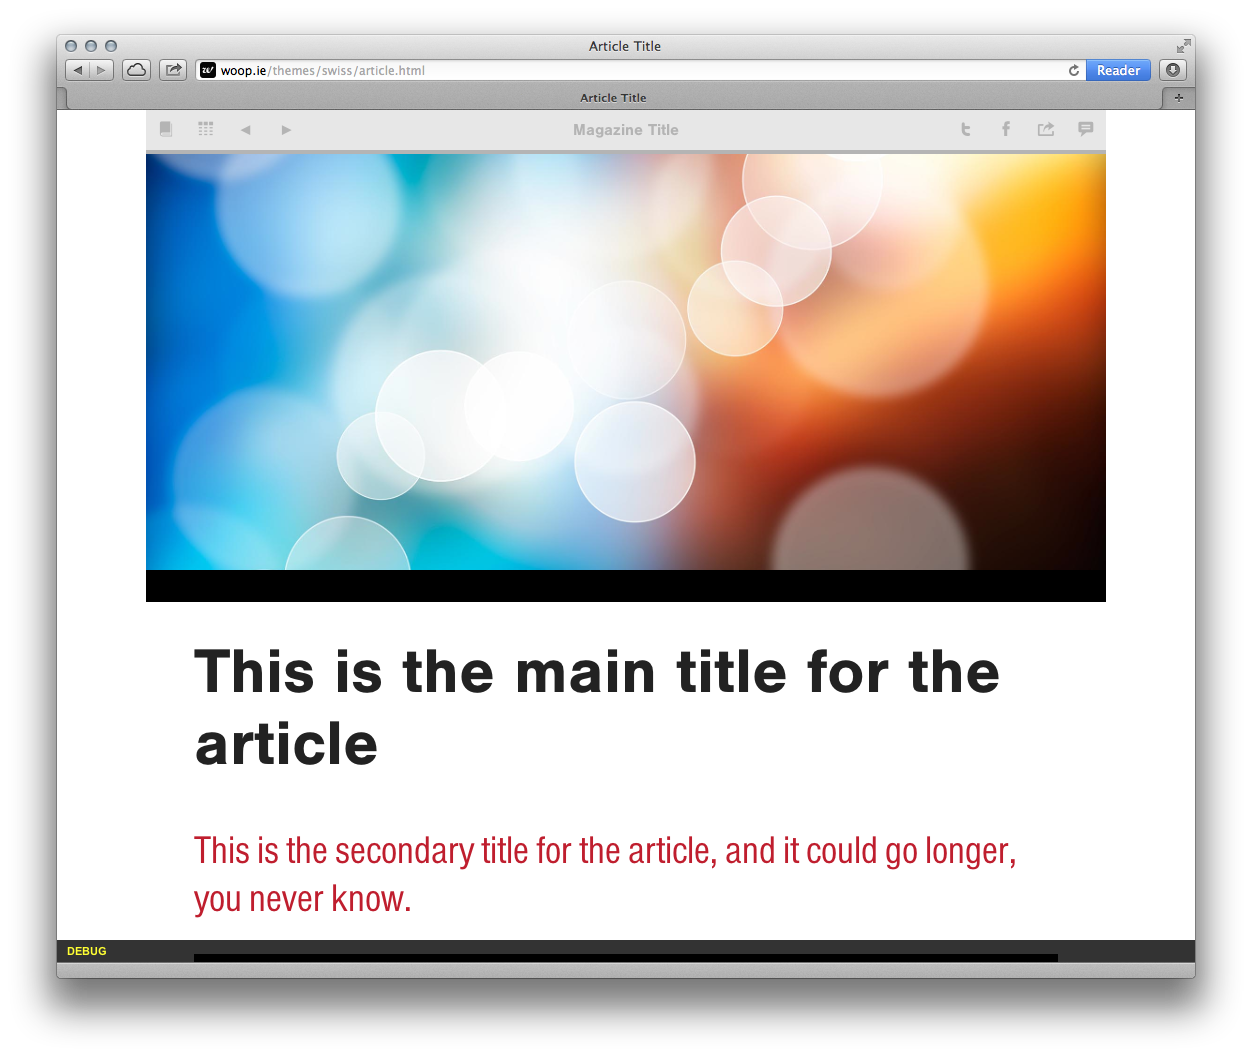 Article Title
woop.ie/themes/swiss/article.html
Reader
Article Title
Magazine Title
This is the main title for the
article
This is the secondary title for the article, and it could go longer,
you never know.
DEBUG